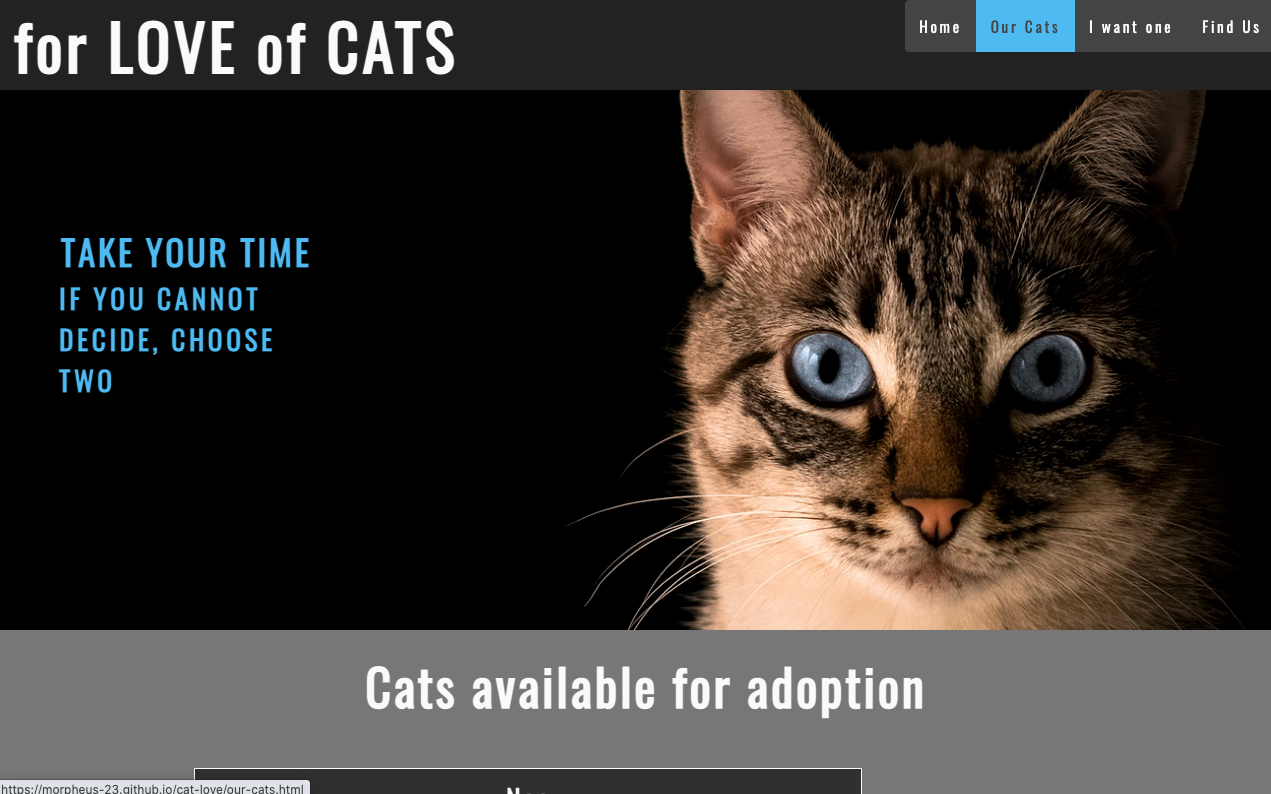 for LOVE of CATS
Home
Our Cats
I want one
Find Us
TAKE YOUR TIME
IF YOU CANNOT
DECIDE, CHOOSE
TWO
Cats available for adoption
https://morpheus-23.github.io/cat-love/our-cats.html